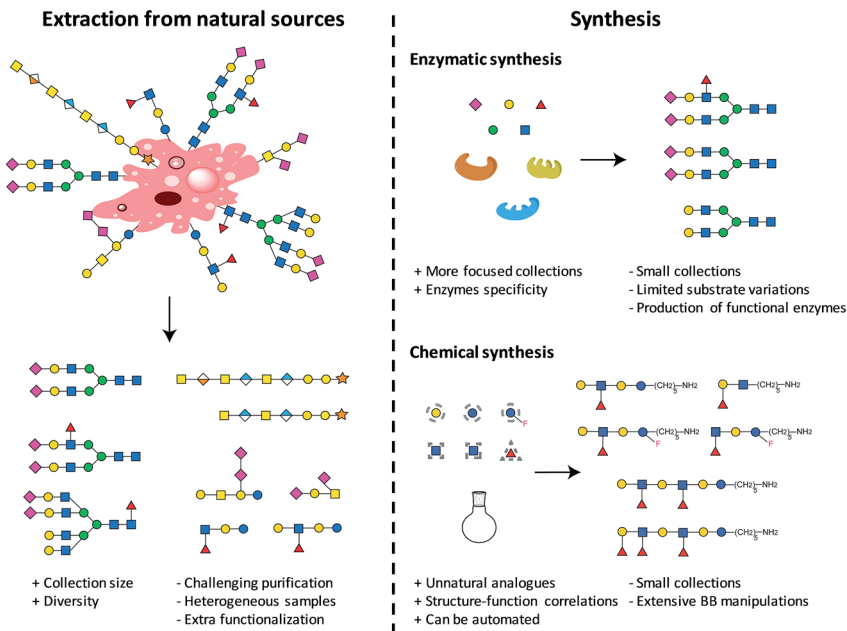 Extraction from natural sources
+ Collection size
+ Diversity
- Challenging purification
- Heterogeneous samples
- Extra functionalization
Synthesis
Enzymatic synthesis
+ More focused collections
+ Enzymes specificity
- Small collections
- Limited substrate variations
- Production of functional enzymes
Chemical synthesis
F
(CH2)5 NH2
(CH2)5 NH2
F (CH2)5 NH2
F (CH2)5 NH2
(CH2)5 NH2
(CH2)5 NH2
+ Unnatural analogues
+ Structure-function correlations
+ Can be automated
- Small collections
- Extensive BB manipulations